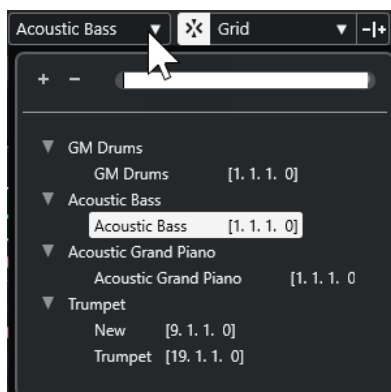 Acoustic Bass Grid
+ −
GM Drums
GM Drums [1. 1. 1. 0]
Acoustic Bass
Acoustic Bass [1. 1. 1. 0]
Acoustic Grand Piano
Acoustic Grand Piano [1. 1. 1. 0
Trumpet
New [9. 1. 1. 0]
Trumpet [19. 1. 1. 0]